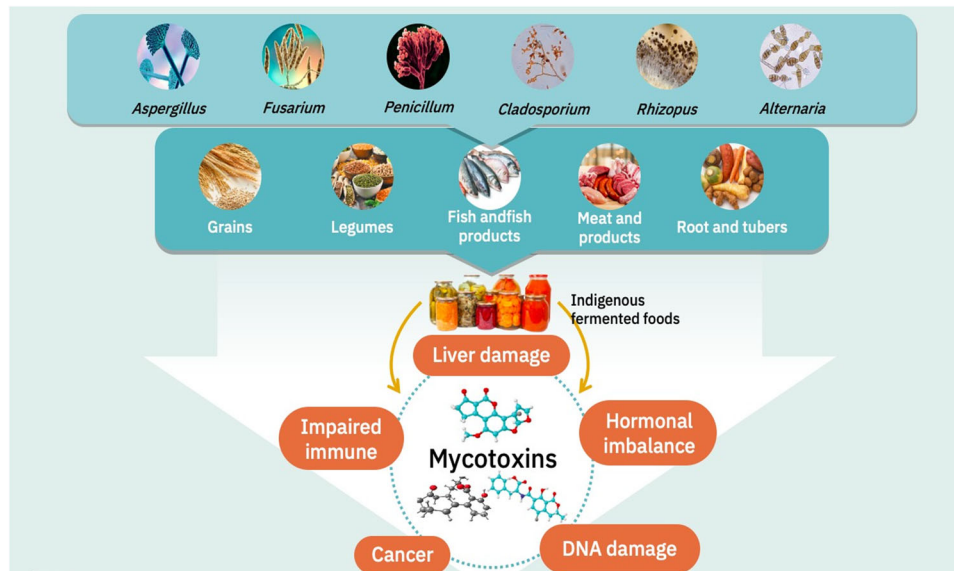 Aspergillus
Fusarium
Penicillum
Cladosporium
Rhizopus
Alternaria
Grains
Legumes
Fish andfish
products
Meat and
products
Root and tubers
Indigenous
fermented foods
Liver damage
Impaired
immune
Hormonal
imbalance
Mycotoxins
Cancer
DNA damage